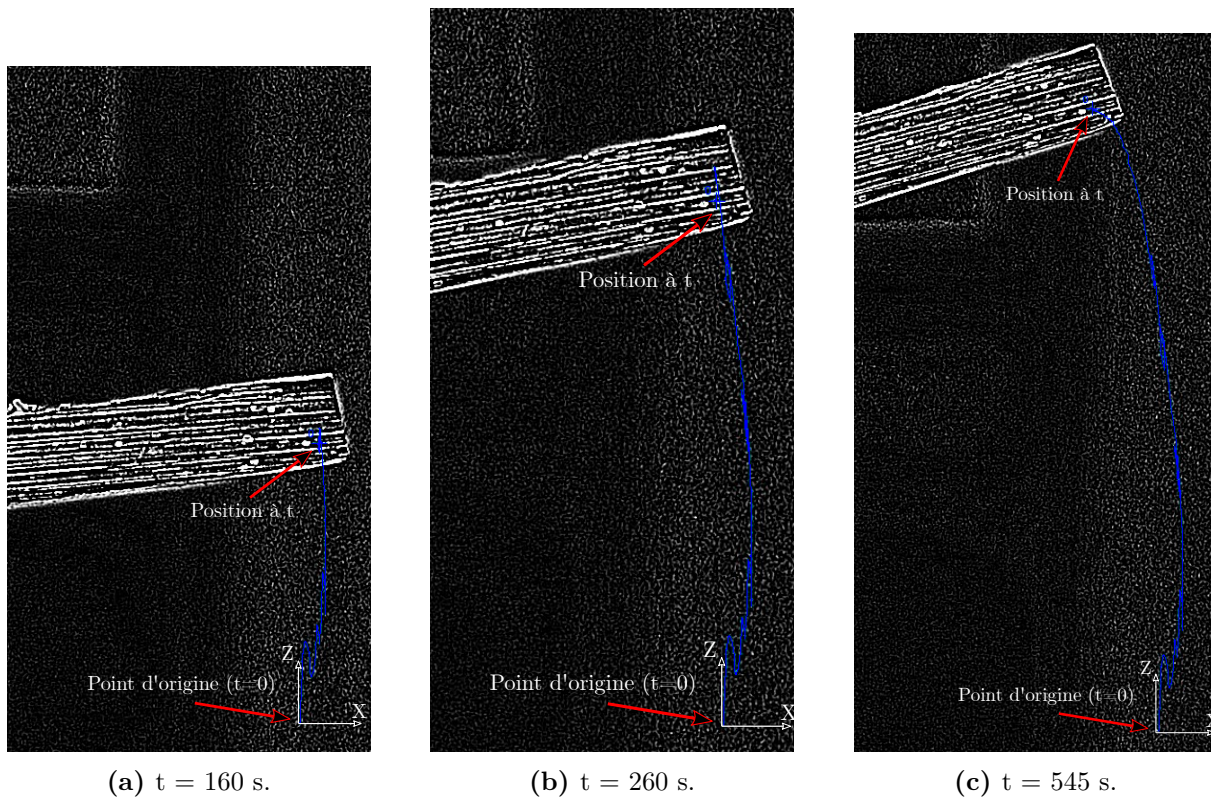 Position à t
Z
Point d'origine (t=0)
X
(a) t = 160 s.
Position à t
Z
Point d'origine (t=0)
X
(b) t = 260 s.
Position à t
Z
Point d'origine (t=0)
X
(c) t = 545 s.